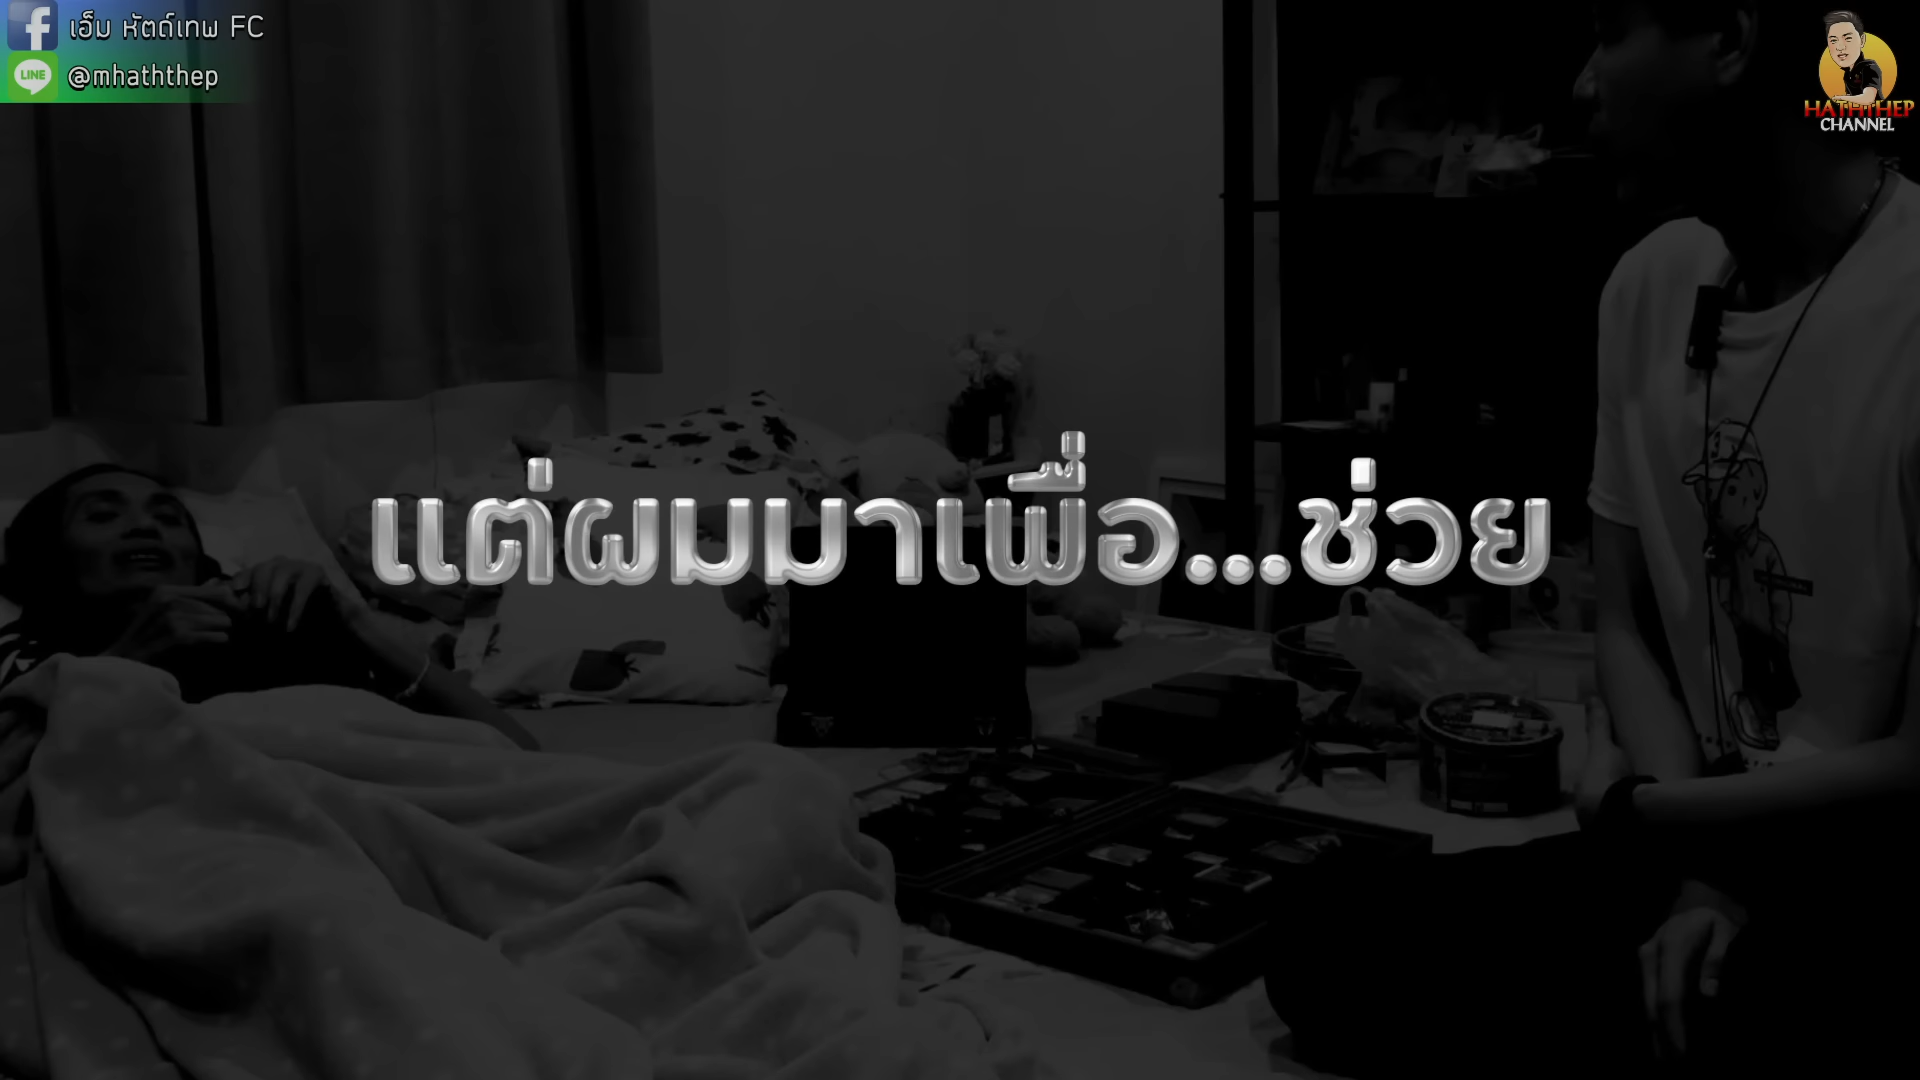 เอ็ม หัตถ์เทพ FC
LINE
@mhaththep
HATHTHEP
CHANNEL
แต่ผมมาเพื่อ...ช่วย